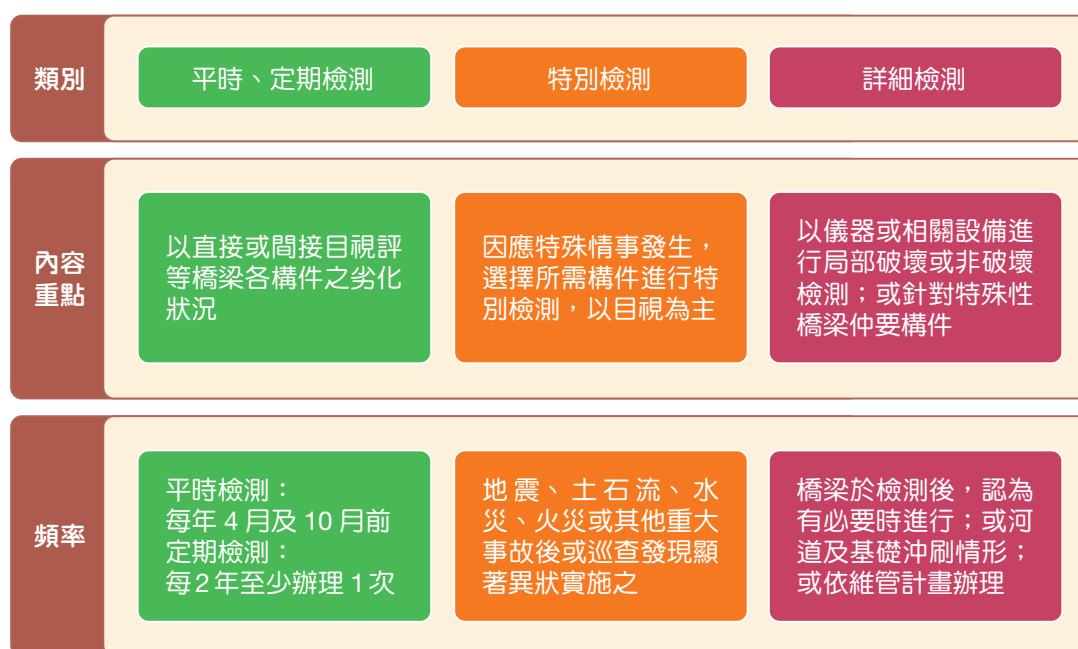 類別
平時、定期檢測
特別檢測
詳細檢測
內容
重點
以直接或間接目視評
等橋梁各構件之劣化
狀況
因應特殊情事發生，
選擇所需構件進行特
別檢測，以目視為主
以儀器或相關設備進
行局部破壞或非破壞
檢測；或針對特殊性
橋梁仲要構件
頻率
平時檢測：
每年 4 月及 10 月前
定期檢測：
每 2 年至少辦理 1 次
地震、土石流、水
災、火災或其他重大
事故後或巡查發現顯
著異狀實施之
橋梁於檢測後，認為
有必要時進行；或河
道及基礎沖刷情形；
或依維管計畫辦理